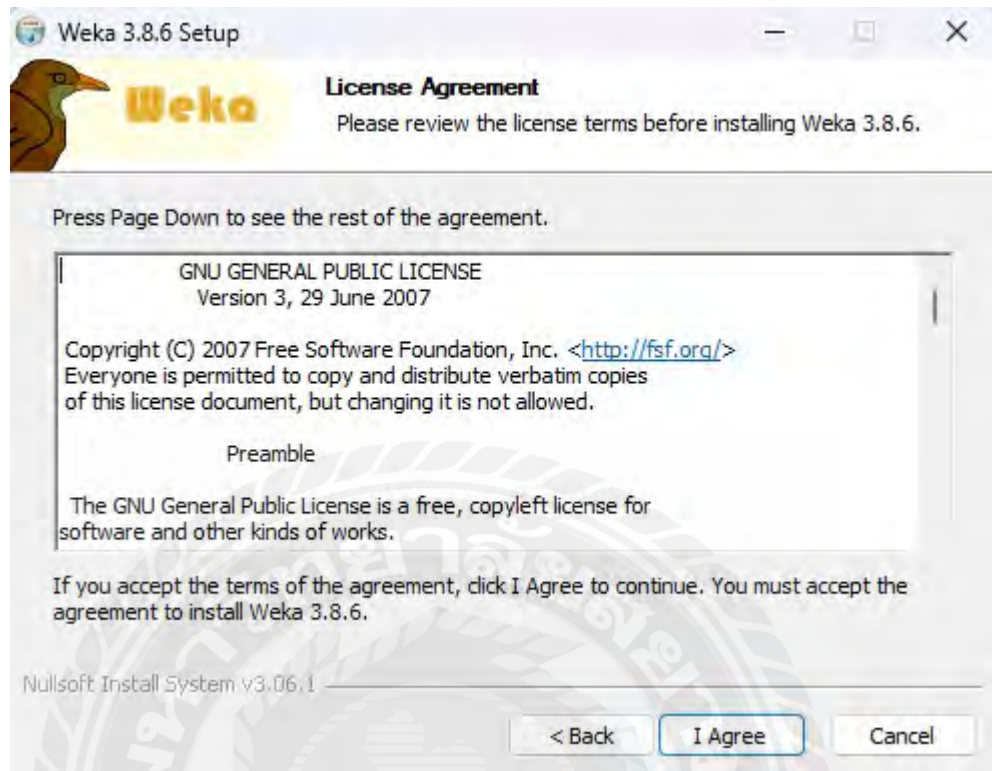 Weka 3.8.6 Setup
Weka
License Agreement
Please review the license terms before installing Weka 3.8.6.
Press Page Down to see the rest of the agreement.
GNU GENERAL PUBLIC LICENSE
Version 3, 29 June 2007
Copyright (C) 2007 Free Software Foundation, Inc. <http://fsf.org/>
Everyone is permitted to copy and distribute verbatim copies
of this license document, but changing it is not allowed.
Preamble
The GNU General Public License is a free, copyleft license for
software and other kinds of works.
If you accept the terms of the agreement, click I Agree to continue. You must accept the
agreement to install Weka 3.8.6.
Nullsoft Install System v3.06.1
< Back
I Agree
Cancel